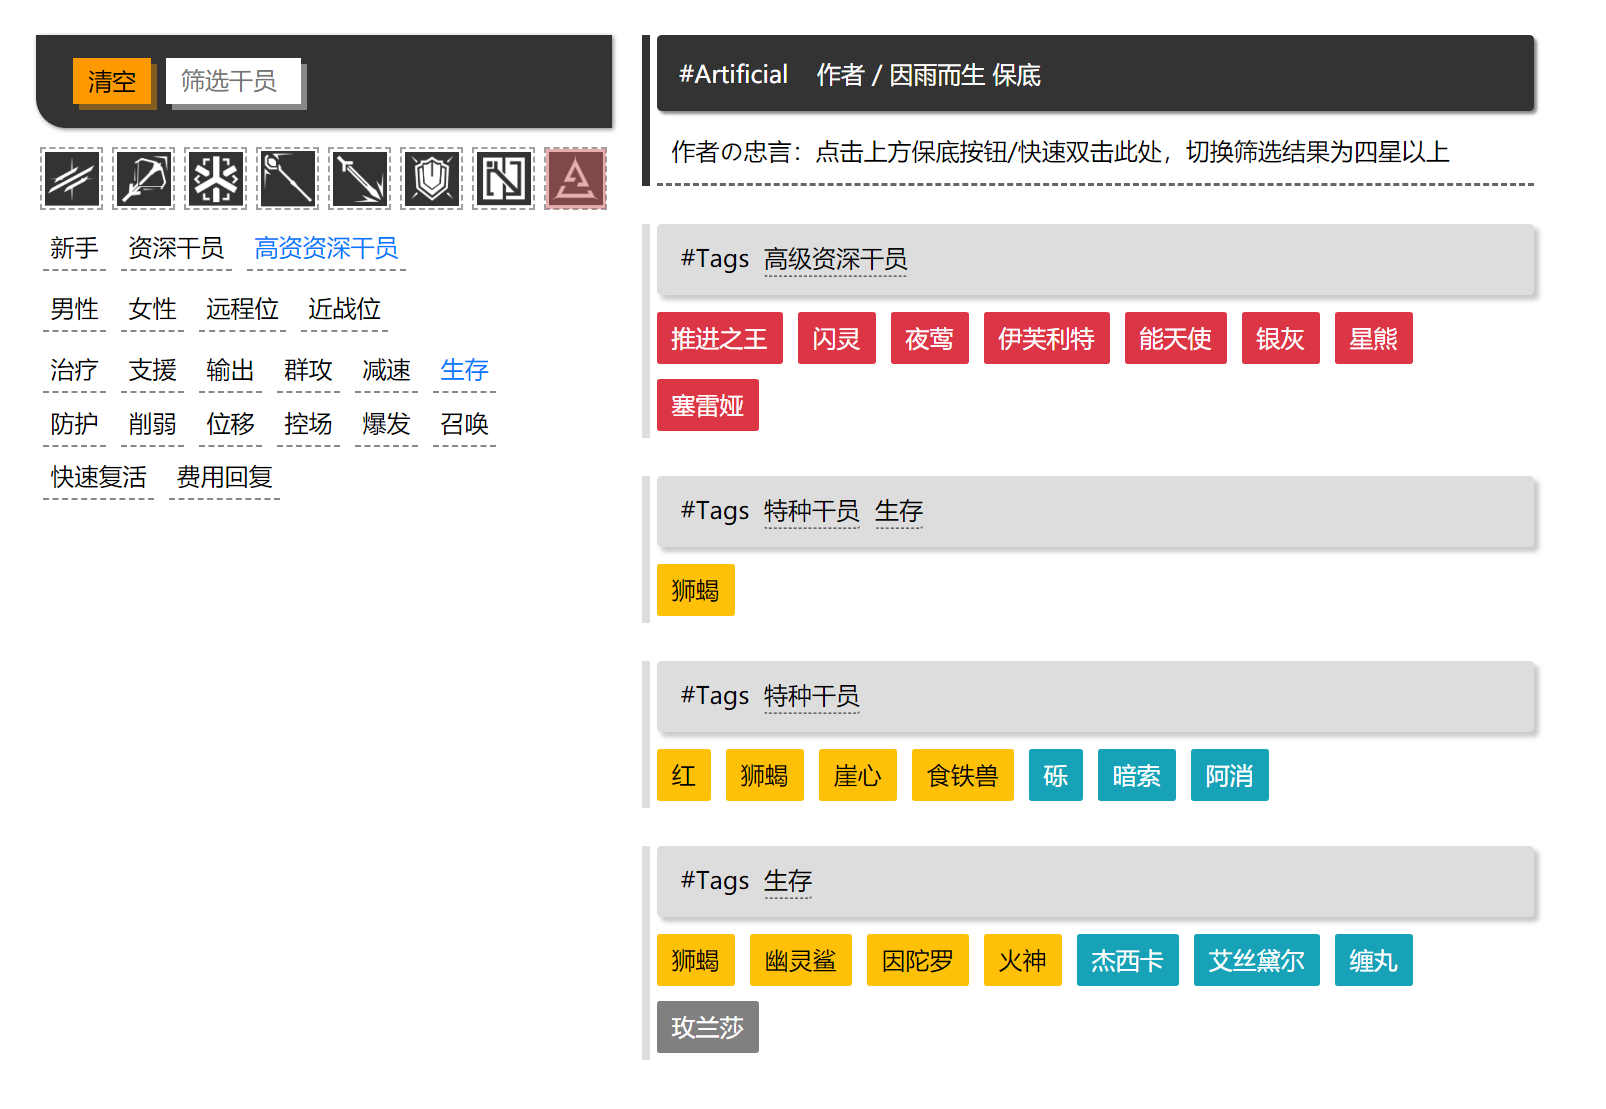 清空 筛选干员
新手 资深干员 高资资深干员
男性 女性 远程位 近战位
治疗 支援 输出 群攻 减速 生存
防护 削弱 位移 控场 爆发 召唤
快速复活 费用回复
#Artificial 作者 / 因雨而生 保底
作者の忠言：点击上方保底按钮/快速双击此处，切换筛选结果为四星以上
#Tags 高级资深干员
推进之王 闪灵 夜莺 伊芙利特 能天使 银灰 星熊
塞雷娅
#Tags 特种干员 生存
狮蝎
#Tags 特种干员
红 狮蝎 崖心 食铁兽 砾 暗索 阿消
#Tags 生存
狮蝎 幽灵鲨 因陀罗 火神 杰西卡 艾丝黛尔 缠丸
玫兰莎